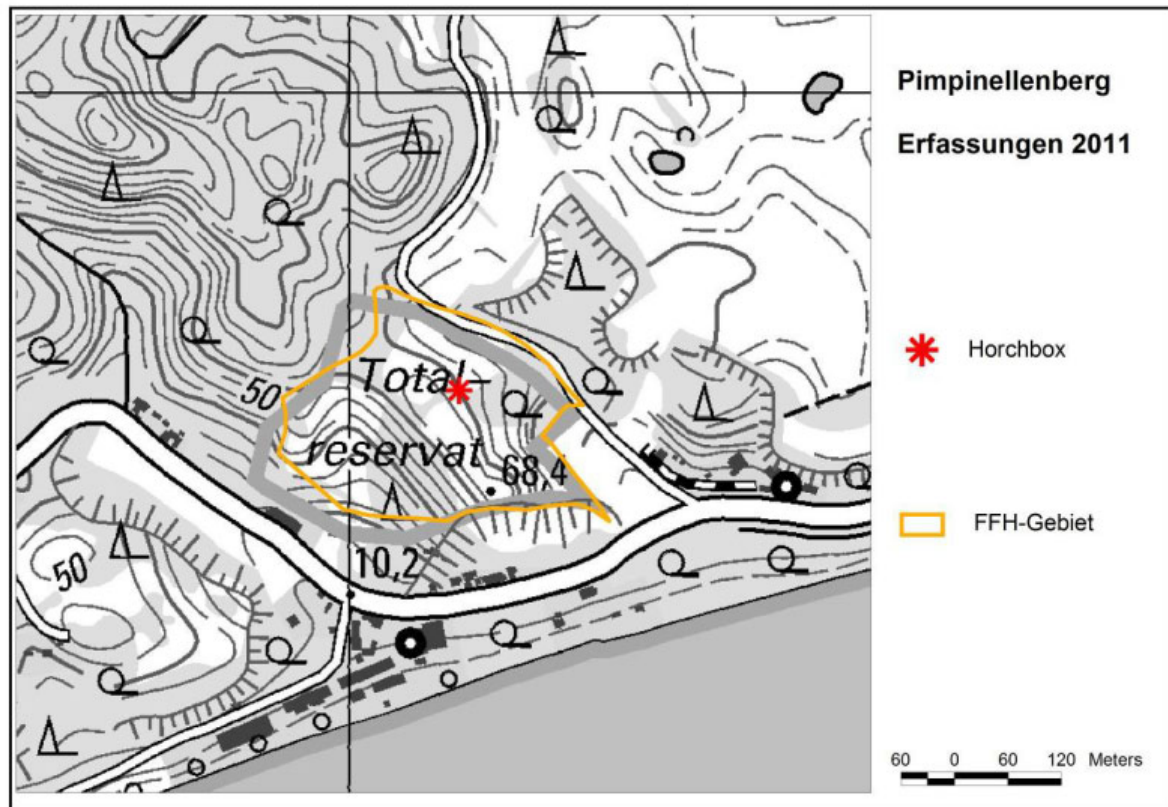 Pimpinellenberg
Erfassungen 2011
Horchbox
FFH-Gebiet
50
Total-
reservat
68,4
10,2
50
60 0 60 120 Meters